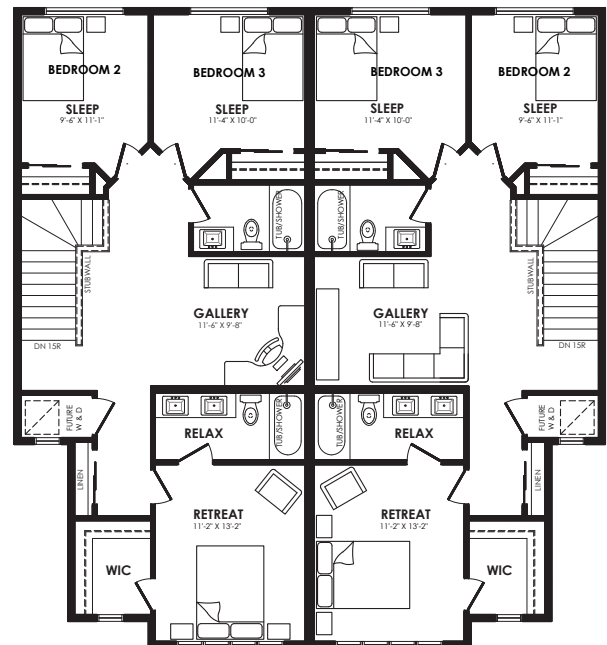 BEDROOM 2
SLEEP
9'-6" X 11'-1"
BEDROOM 3
SLEEP
11'-4" X 10'-0"
BEDROOM 3
SLEEP
11'-4" X 10'-0"
BEDROOM 2
SLEEP
9'-6" X 11'-1"
TUB/SHOWER
TUB/SHOWER
STUBWALL
STUBWALL
GALLERY
11'-6" X 9'-8"
GALLERY
11'-6" X 9'-8"
DN 15R
DN 15R
FUTURE
W & D
RELAX
TUB/SHOWER
TUB/SHOWER
RELAX
FUTURE
W & D
LINEN
LINEN
RETREAT
11'-2" X 13'-2"
RETREAT
11'-2" X 13'-2"
WIC
WIC